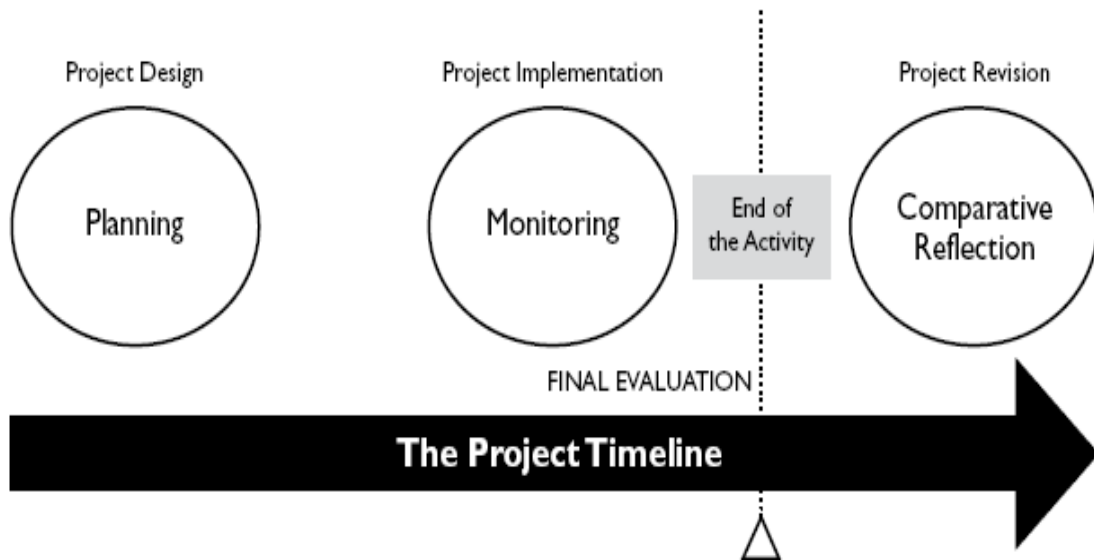 Project Design
Project Implementation
Project Revision
Planning
Monitoring
End of
the Activity
Comparative
Reflection
FINAL EVALUATION
The Project Timeline